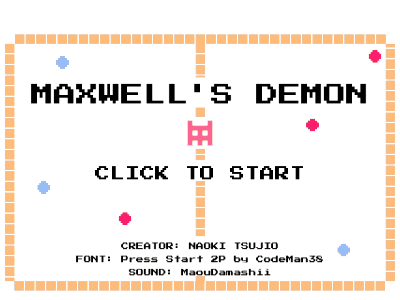 MAXWELL'S DEMON
CLICK TO START
CREATOR: NAOKI TSUJIO
FONT: Press Start 2P by CodeMan38
SOUND: MaouDamashii